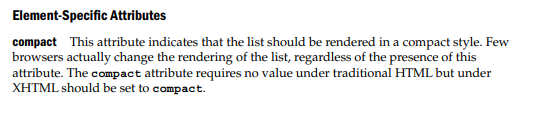 Element-Specific Attributes
compact This attribute indicates that the list should be rendered in a compact style. Few
browsers actually change the rendering of the list, regardless of the presence of this
attribute. The compact attribute requires no value under traditional HTML but under
XHTML should be set to compact.